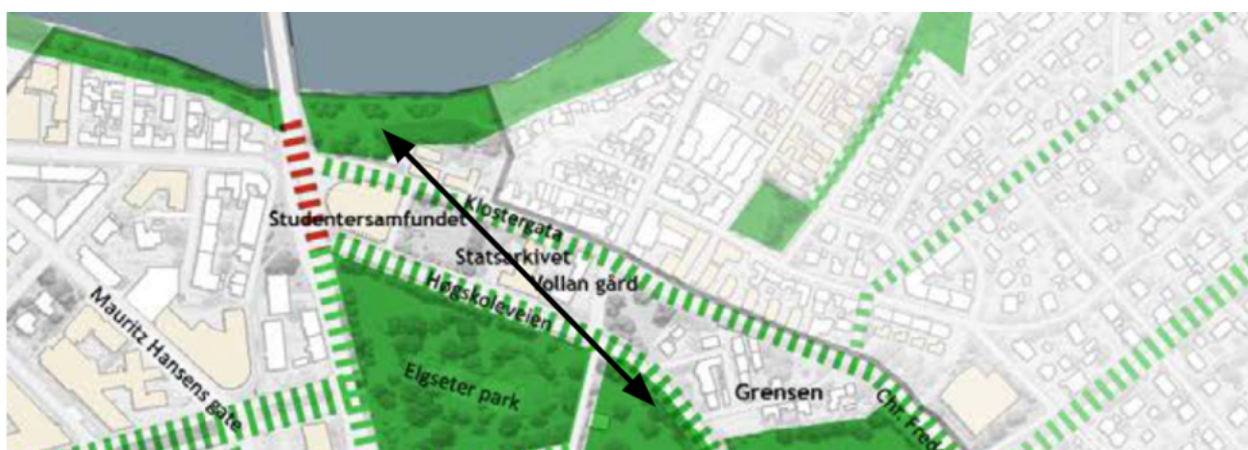 Klostergata
Studentersamfundet
Statsarkivet
Vollan gård
Høgskoleveien
Mauritz Hansens gate
Elgseter park
Grensen
Chr. Fred